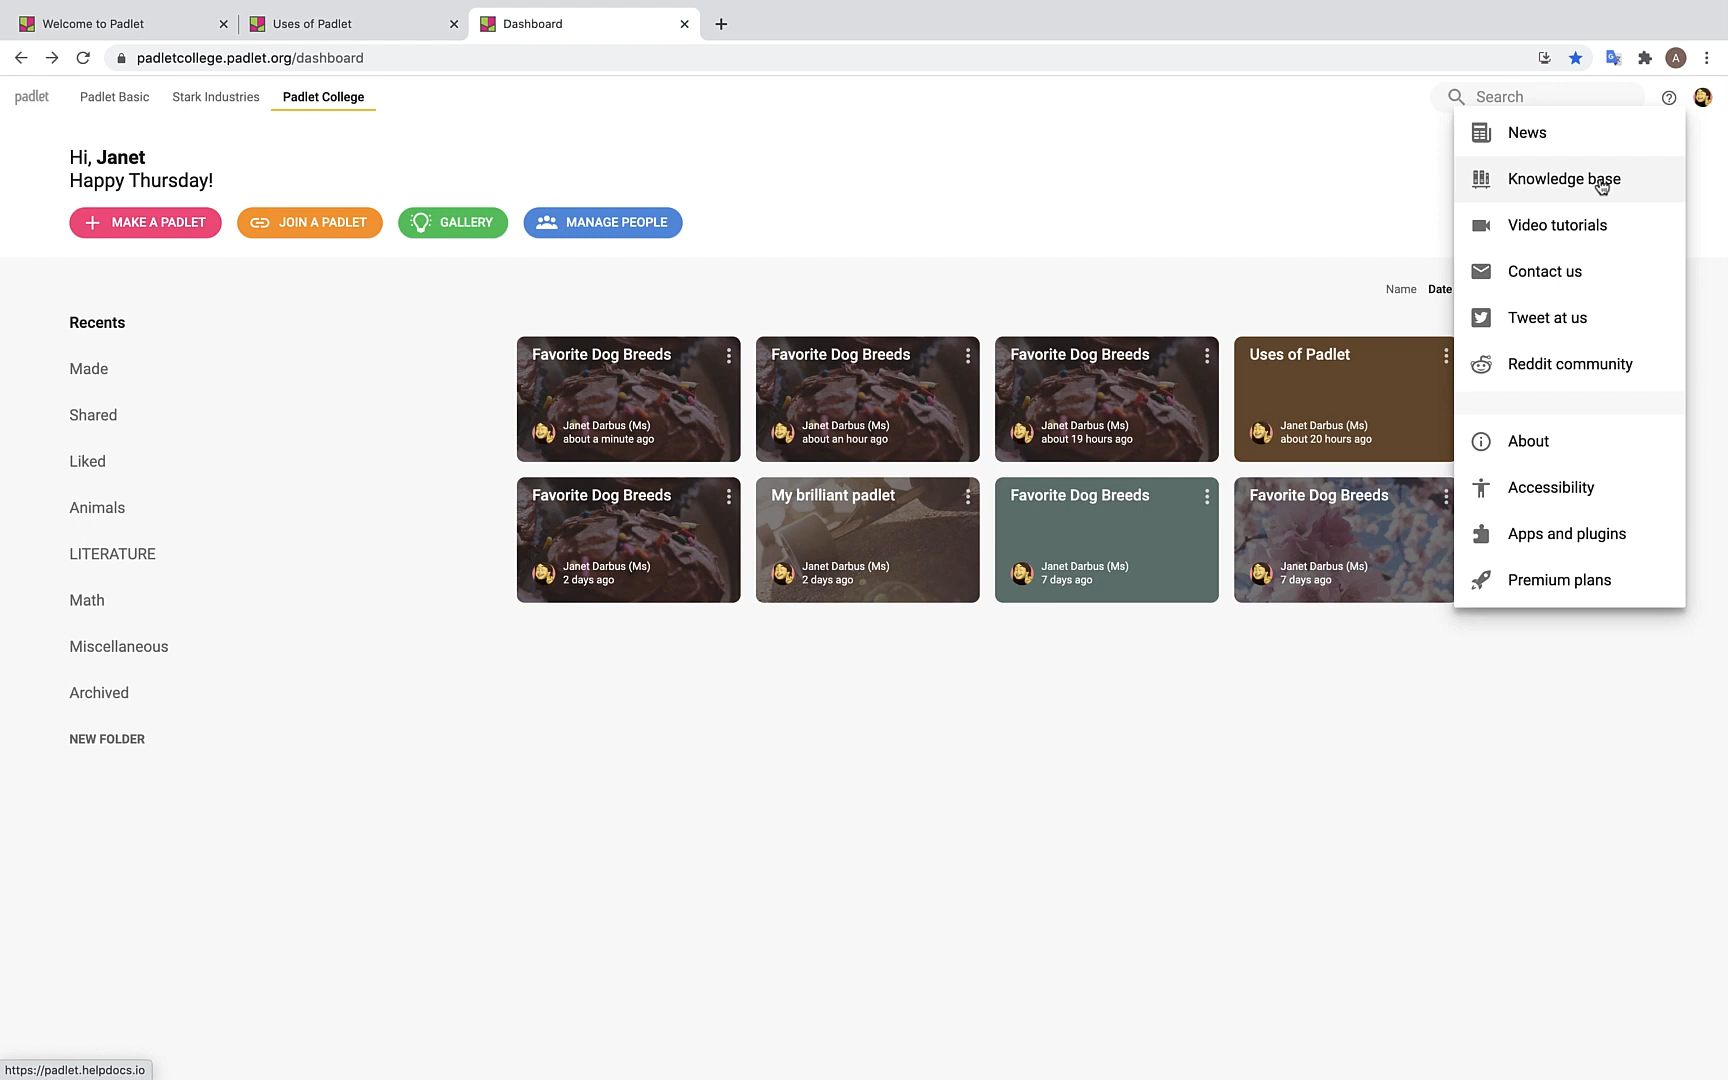 Welcome to Padlet
Uses of Padlet
Dashboard
padletcollege.padlet.org/dashboard
A
padlet
Padlet Basic
Stark Industries
Padlet College
Search
Hi, Janet
Happy Thursday!
MAKE A PADLET
JOIN A PADLET
GALLERY
MANAGE PEOPLE
News
Knowledge base
Video tutorials
Contact us
Tweet at us
Reddit community
About
Accessibility
Apps and plugins
Premium plans
Name
Date
Recents
Made
Shared
Liked
Animals
LITERATURE
Math
Miscellaneous
Archived
NEW FOLDER
Favorite Dog Breeds
Janet Darbus (Ms)
about a minute ago
Favorite Dog Breeds
Janet Darbus (Ms)
about an hour ago
Favorite Dog Breeds
Janet Darbus (Ms)
about 19 hours ago
Uses of Padlet
Janet Darbus (Ms)
about 20 hours ago
Favorite Dog Breeds
Janet Darbus (Ms)
2 days ago
My brilliant padlet
Janet Darbus (Ms)
2 days ago
Favorite Dog Breeds
Janet Darbus (Ms)
7 days ago
Favorite Dog Breeds
Janet Darbus (Ms)
7 days ago
https://padlet.helpdocs.io